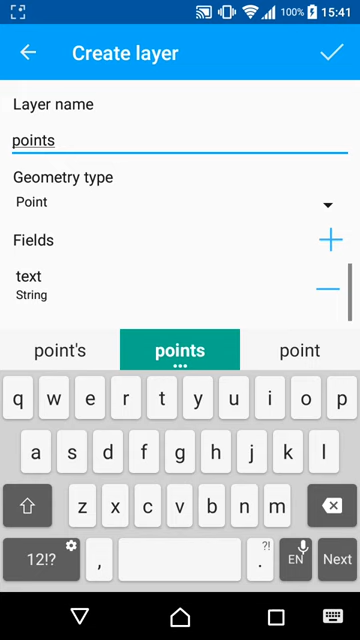 100% 15:41
Create layer
Layer name
points
Geometry type
Point
Fields
text
String
point's points point
q w e r t y u i o p
a s d f g h j k l
z x c v b n m
12!? , ?! . EN Next